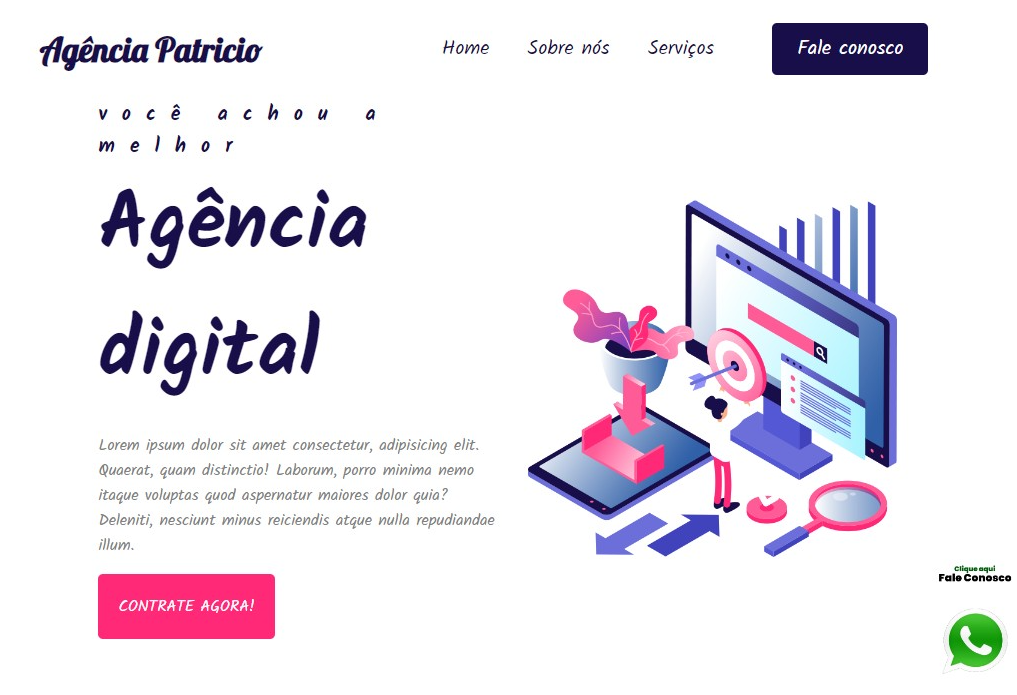 Agência Patricio
Home
Sobre nós
Serviços
Fale conosco
você achou a
melhor
Agência
digital
Lorem ipsum dolor sit amet consectetur, adipisicing elit.
Quaerat, quam distinctio! Laborum, porro minima nemo
itaque voluptas quod aspernatur maiores dolor quia?
Deleniti, nesciunt minus reiciendis atque nulla repudiandae
illum.
CONTRATE AGORA!
Clique aqui
Fale Conosco